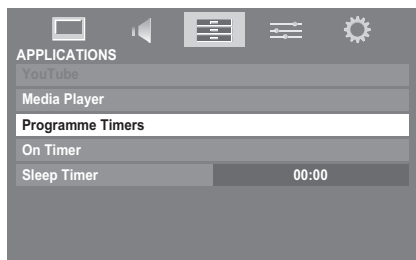 APPLICATIONS
YouTube
Media Player
Programme Timers
On Timer
Sleep Timer 00:00